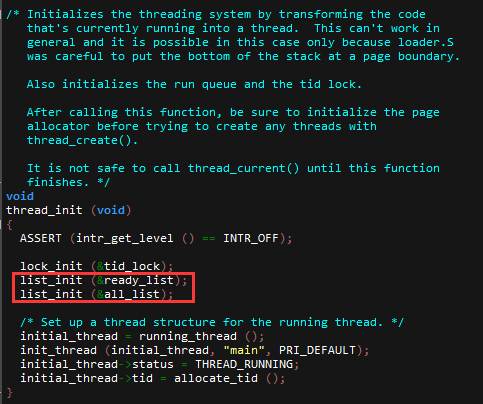 /* Initializes the threading system by transforming the code
that's currently running into a thread.  This can't work in
general and it is possible in this case only because loader.S
was careful to put the bottom of the stack at a page boundary.
Also initializes the run queue and the tid lock.
After calling this function, be sure to initialize the page
allocator before trying to create any threads with
thread_create().
It is not safe to call thread_current() until this function
finishes. */
void
thread_init (void)
{
ASSERT (intr_get_level () == INTR_OFF);
lock_init (&tid_lock);
list_init (&ready_list);
list_init (&all_list);
/* Set up a thread structure for the running thread. */
initial_thread = running_thread ();
init_thread (initial_thread, "main", PRI_DEFAULT);
initial_thread->status = THREAD_RUNNING;
initial_thread->tid = allocate_tid ();
}